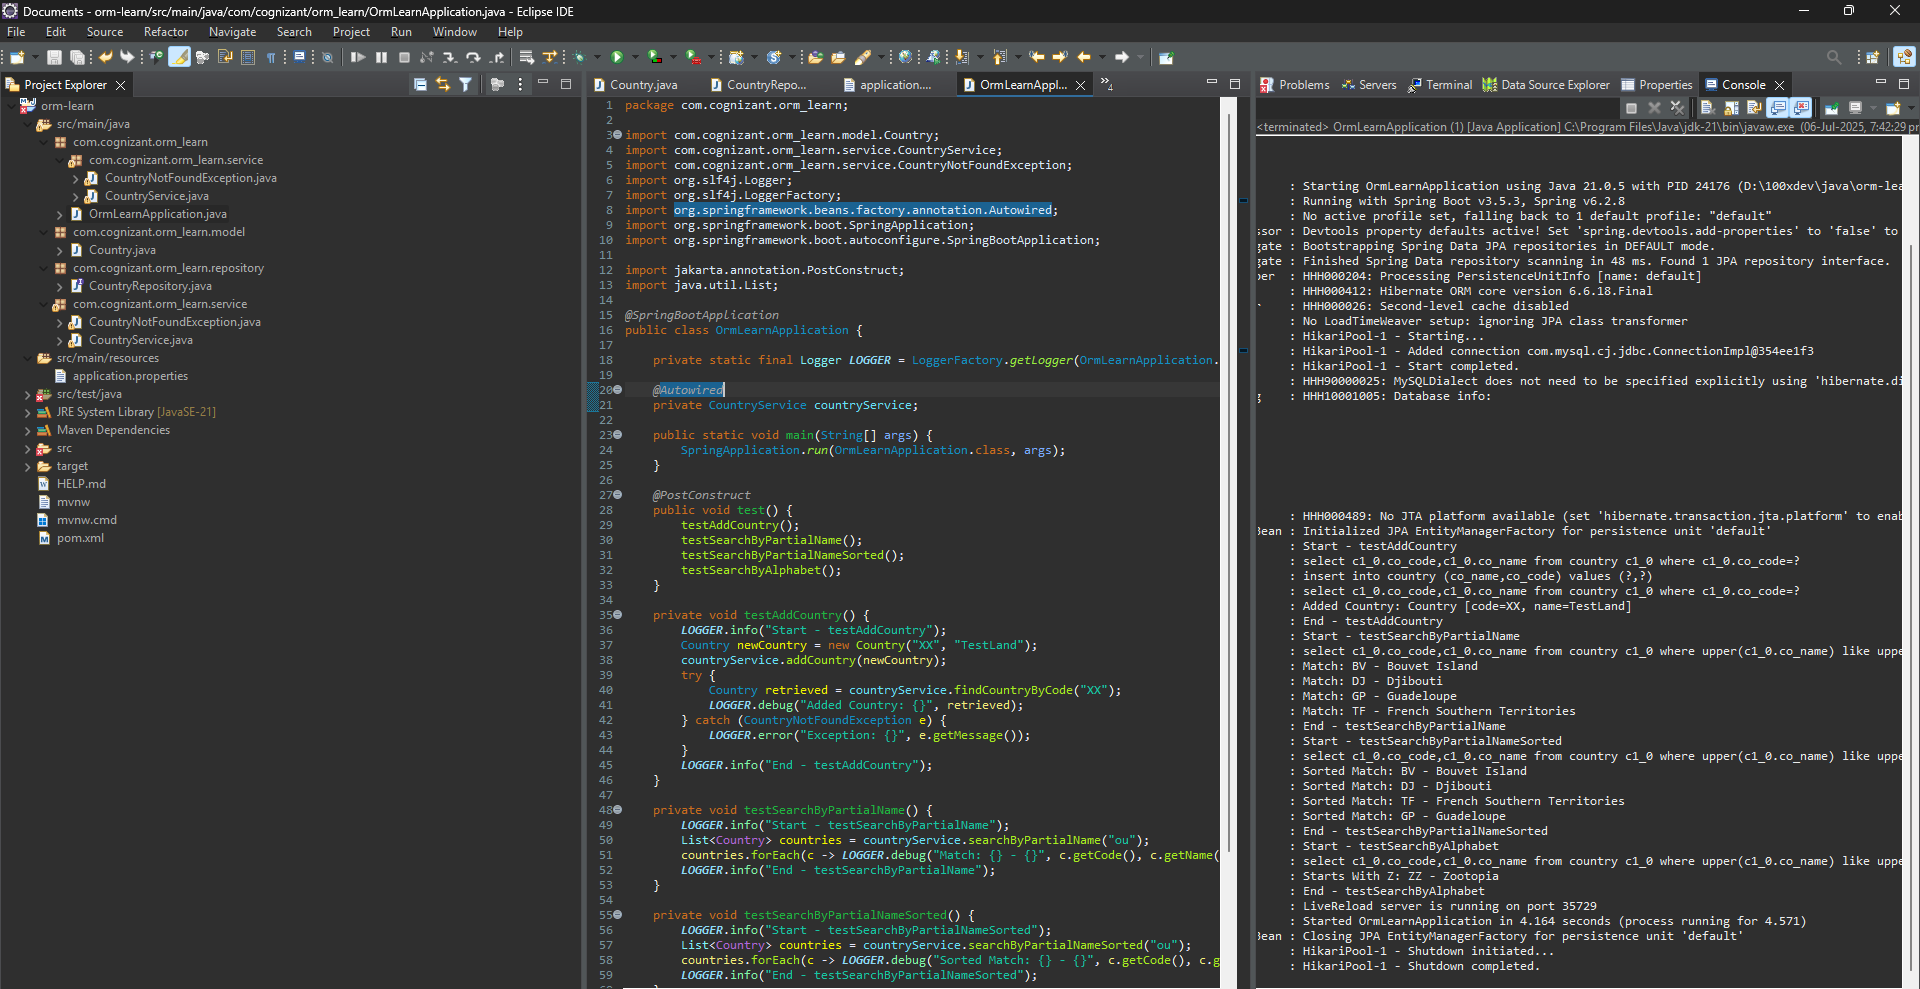 Documents - orm-learn/src/main/java/com/cognizant/orm_learn/OrmLearnApplication.java - Eclipse IDE
File Edit Source Refactor Navigate Search Project Run Window Help
Project Explorer
orm-learn
src/main/java
com.cognizant.orm_learn
com.cognizant.orm_learn.service
CountryNotFoundException.java
CountryService.java
OrmLearnApplication.java
com.cognizant.orm_learn.model
Country.java
com.cognizant.orm_learn.repository
CountryRepository.java
com.cognizant.orm_learn.service
CountryNotFoundException.java
CountryService.java
src/main/resources
application.properties
src/test/java
JRE System Library [JavaSE-21]
Maven Dependencies
src
target
HELP.md
mvnw
mvnw.cmd
pom.xml
Country.java CountryRepo... application.... OrmLearnAppl... »4
1 package com.cognizant.orm_learn;
2
3 import com.cognizant.orm_learn.model.Country;
4 import com.cognizant.orm_learn.service.CountryService;
5 import com.cognizant.orm_learn.service.CountryNotFoundException;
6 import org.slf4j.Logger;
7 import org.slf4j.LoggerFactory;
8 import org.springframework.beans.factory.annotation.Autowired;
9 import org.springframework.boot.SpringApplication;
10 import org.springframework.boot.autoconfigure.SpringBootApplication;
11
12 import jakarta.annotation.PostConstruct;
13 import java.util.List;
14
15 @SpringBootApplication
16 public class OrmLearnApplication {
17
18 private static final Logger LOGGER = LoggerFactory.getLogger(OrmLearnApplication.
19
20 @Autowired
21 private CountryService countryService;
22
23 public static void main(String[] args) {
24 SpringApplication.run(OrmLearnApplication.class, args);
25 }
26
27 @PostConstruct
28 public void test() {
29 testAddCountry();
30 testSearchByPartialName();
31 testSearchByPartialNameSorted();
32 testSearchByAlphabet();
33 }
34
35 private void testAddCountry() {
36 LOGGER.info("Start - testAddCountry");
37 Country newCountry = new Country("XX", "TestLand");
38 countryService.addCountry(newCountry);
39 try {
40 Country retrieved = countryService.findCountryByCode("XX");
41 LOGGER.debug("Added Country: {}", retrieved);
42 } catch (CountryNotFoundException e) {
43 LOGGER.error("Exception: {}", e.getMessage());
44 }
45 LOGGER.info("End - testAddCountry");
46 }
47
48 private void testSearchByPartialName() {
49 LOGGER.info("Start - testSearchByPartialName");
50 List<Country> countries = countryService.searchByPartialName("ou");
51 countries.forEach(c -> LOGGER.debug("Match: {} - {}", c.getCode(), c.getName(
52 LOGGER.info("End - testSearchByPartialName");
53 }
54
55 private void testSearchByPartialNameSorted() {
56 LOGGER.info("Start - testSearchByPartialNameSorted");
57 List<Country> countries = countryService.searchByPartialNameSorted("ou");
58 countries.forEach(c -> LOGGER.debug("Sorted Match: {} - {}", c.getCode(), c.g
59 LOGGER.info("End - testSearchByPartialNameSorted");
Problems Servers Terminal Data Source Explorer Properties Console
<terminated> OrmLearnApplication (1) [Java Application] C:\Program Files\Java\jdk-21\bin\javaw.exe (06-Jul-2025, 7:42:29 pr
: Starting OrmLearnApplication using Java 21.0.5 with PID 24176 (D:\100xdev\java\orm-lea
: Running with Spring Boot v3.5.3, Spring v6.2.8
: No active profile set, falling back to 1 default profile: "default"
ssor : Devtools property defaults active! Set 'spring.devtools.add-properties' to 'false' to
gate : Bootstrapping Spring Data JPA repositories in DEFAULT mode.
gate : Finished Spring Data repository scanning in 48 ms. Found 1 JPA repository interface.
per : HHH000204: Processing PersistenceUnitInfo [name: default]
: HHH000412: Hibernate ORM core version 6.6.18.Final
: HHH000026: Second-level cache disabled
: No LoadTimeWeaver setup: ignoring JPA class transformer
: HikariPool-1 - Starting...
: HikariPool-1 - Added connection com.mysql.cj.jdbc.ConnectionImpl@354ee1f3
: HikariPool-1 - Start completed.
: HHH90000025: MySQLDialect does not need to be specified explicitly using 'hibernate.di
g : HHH10001005: Database info:
: HHH000489: No JTA platform available (set 'hibernate.transaction.jta.platform' to enab
Bean : Initialized JPA EntityManagerFactory for persistence unit 'default'
: Start - testAddCountry
: select c1_0.co_code,c1_0.co_name from country c1_0 where c1_0.co_code=?
: insert into country (co_name,co_code) values (?,?)
: select c1_0.co_code,c1_0.co_name from country c1_0 where c1_0.co_code=?
: Added Country: Country [code=XX, name=TestLand]
: End - testAddCountry
: Start - testSearchByPartialName
: select c1_0.co_code,c1_0.co_name from country c1_0 where upper(c1_0.co_name) like uppe
: Match: BV - Bouvet Island
: Match: DJ - Djibouti
: Match: GP - Guadeloupe
: Match: TF - French Southern Territories
: End - testSearchByPartialName
: Start - testSearchByPartialNameSorted
: select c1_0.co_code,c1_0.co_name from country c1_0 where upper(c1_0.co_name) like uppe
: Sorted Match: BV - Bouvet Island
: Sorted Match: DJ - Djibouti
: Sorted Match: TF - French Southern Territories
: Sorted Match: GP - Guadeloupe
: End - testSearchByPartialNameSorted
: Start - testSearchByAlphabet
: select c1_0.co_code,c1_0.co_name from country c1_0 where upper(c1_0.co_name) like uppe
: Starts With Z: ZZ - Zootopia
: End - testSearchByAlphabet
: LiveReload server is running on port 35729
: Started OrmLearnApplication in 4.164 seconds (process running for 4.571)
Bean : Closing JPA EntityManagerFactory for persistence unit 'default'
: HikariPool-1 - Shutdown initiated...
: HikariPool-1 - Shutdown completed.